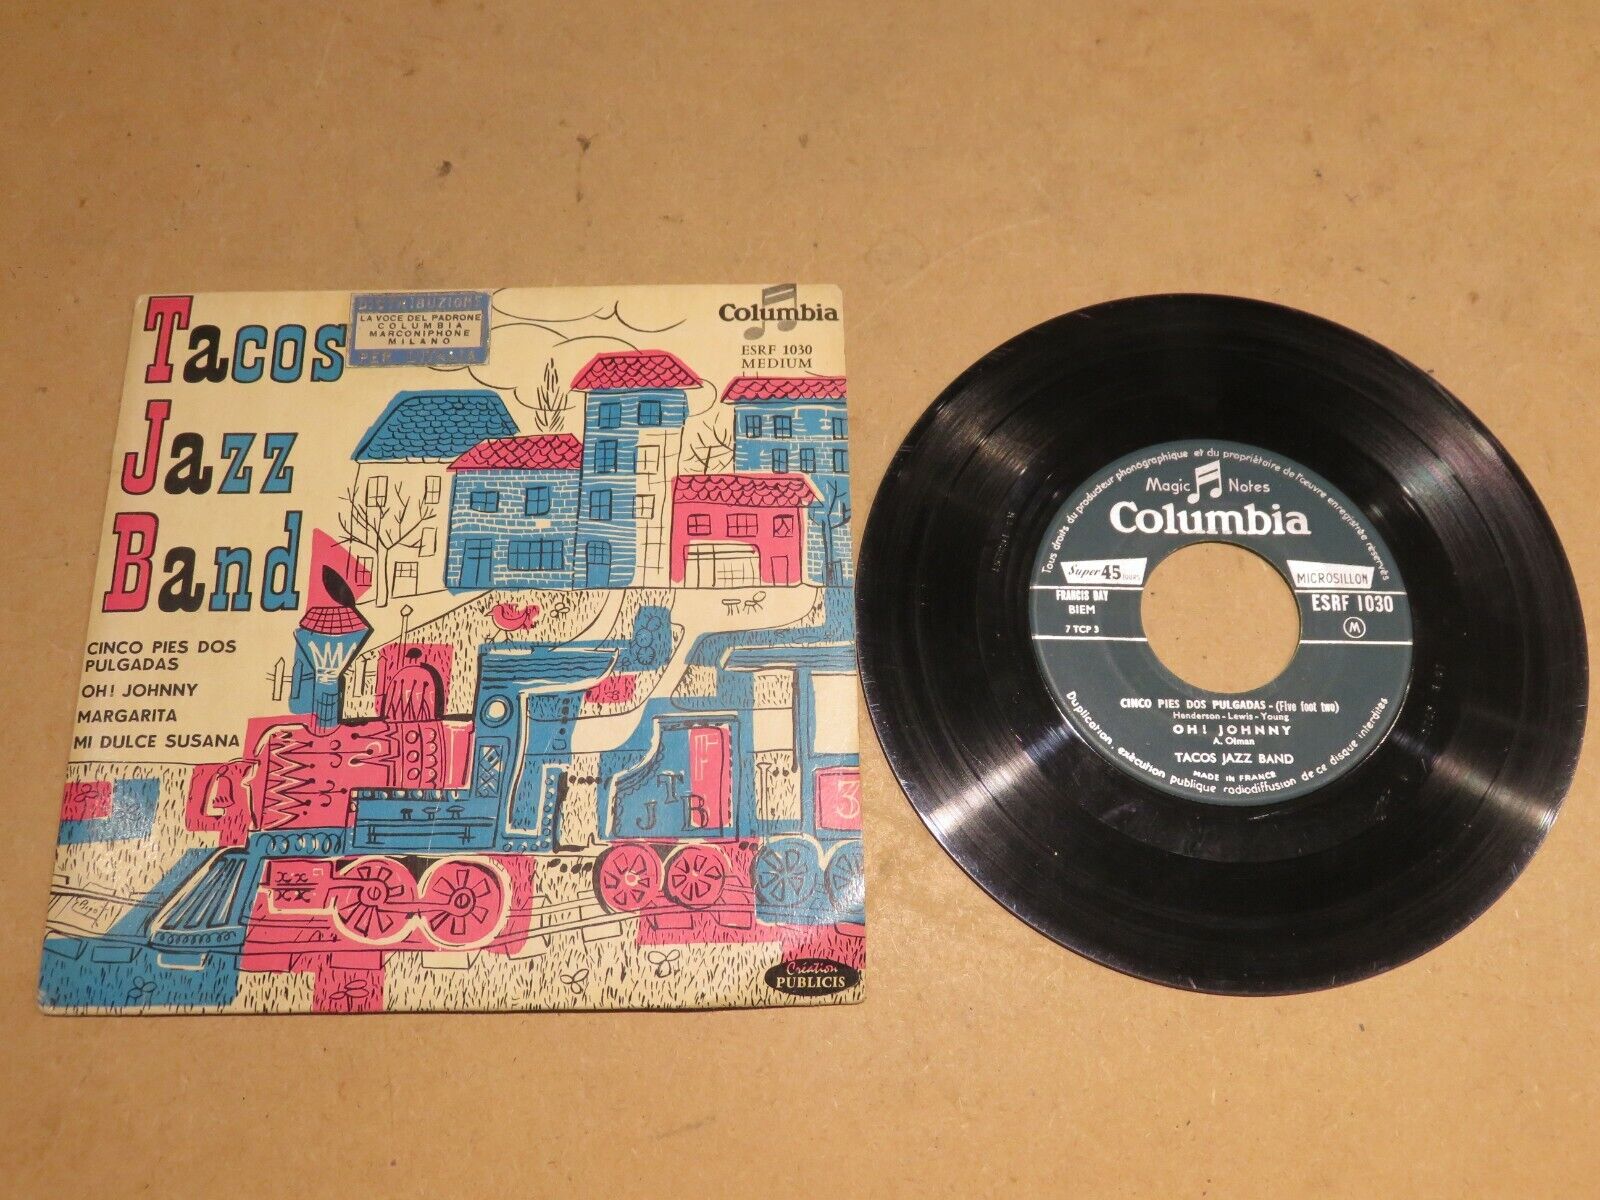 Tacos
Jazz
Band
DISTRIBUZIONE
LA VOCE DEL PADRONE
COLUMBIA
MARCONIPHONE
MILANO
PER L'ITALIA
Columbia
ESRF 1030
MEDIUM
CINCO PIES DOS
PULGADAS
OH! JOHNNY
MARGARITA
MI DULCE SUSANA
J T B
3
Création
PUBLICIS
Tous droits du producteur phonographique et du propriétaire de l'oeuvre enregistrée réservés
Magic Notes
Columbia
Super 45 tours
MICROSILLON
FRANCIS DAY
BIEM
ESRF 1030
7 TCP 3
M
CINCO PIES DOS PULGADAS - (Five foot two)
Henderson - Lewis - Young
OH! JOHNNY
A. Olman
TACOS JAZZ BAND
MADE IN FRANCE
Duplication, exécution publique radiodiffusion de ce disque interdites